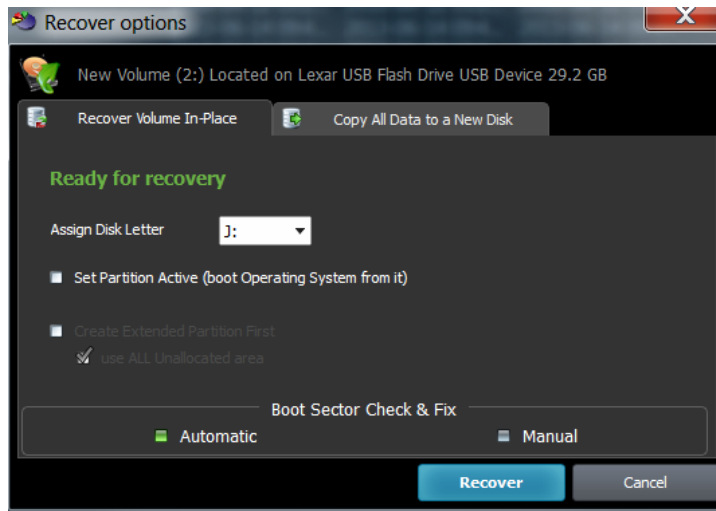 Recover options
New Volume (2:) Located on Lexar USB Flash Drive USB Device 29.2 GB
Recover Volume In-Place
Copy All Data to a New Disk
Ready for recovery
Assign Disk Letter J:
Set Partition Active (boot Operating System from it)
Create Extended Partition First
use ALL Unallocated area
Boot Sector Check & Fix
Automatic Manual
Recover Cancel